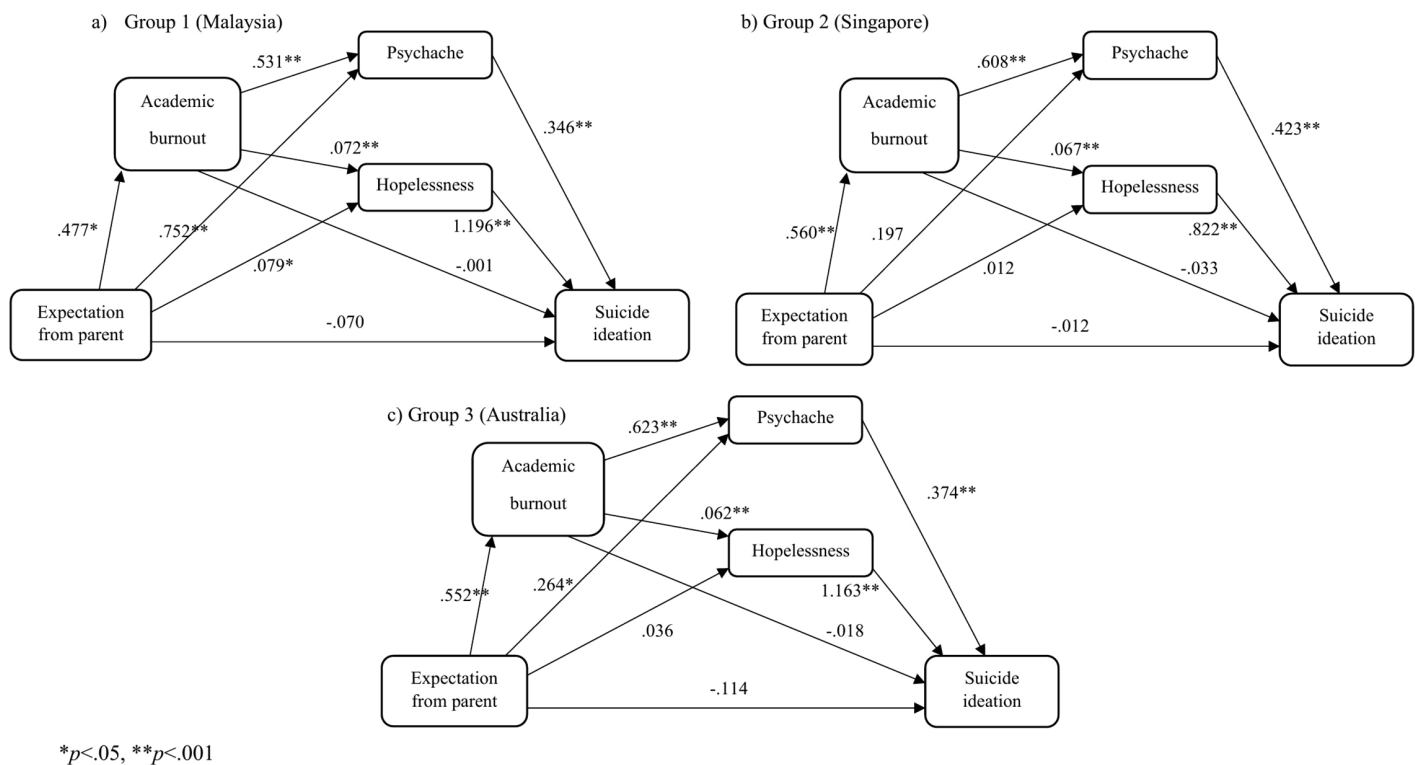 a) Group 1 (Malaysia)
Psychache
.531**
Academic
burnout
.346**
.072**
Hopelessness
.477*
.752**
1.196**
.079*
-.001
Expectation
from parent
-.070
Suicide
ideation
b) Group 2 (Singapore)
Psychache
.608**
Academic
burnout
.423**
.067**
Hopelessness
.560**
.197
.822**
.012
-.033
Expectation
from parent
-.012
Suicide
ideation
c) Group 3 (Australia)
Psychache
.623**
Academic
burnout
.374**
.062**
Hopelessness
.552**
.264*
1.163**
.036
-.018
Expectation
from parent
-.114
Suicide
ideation
*p<.05, **p<.001